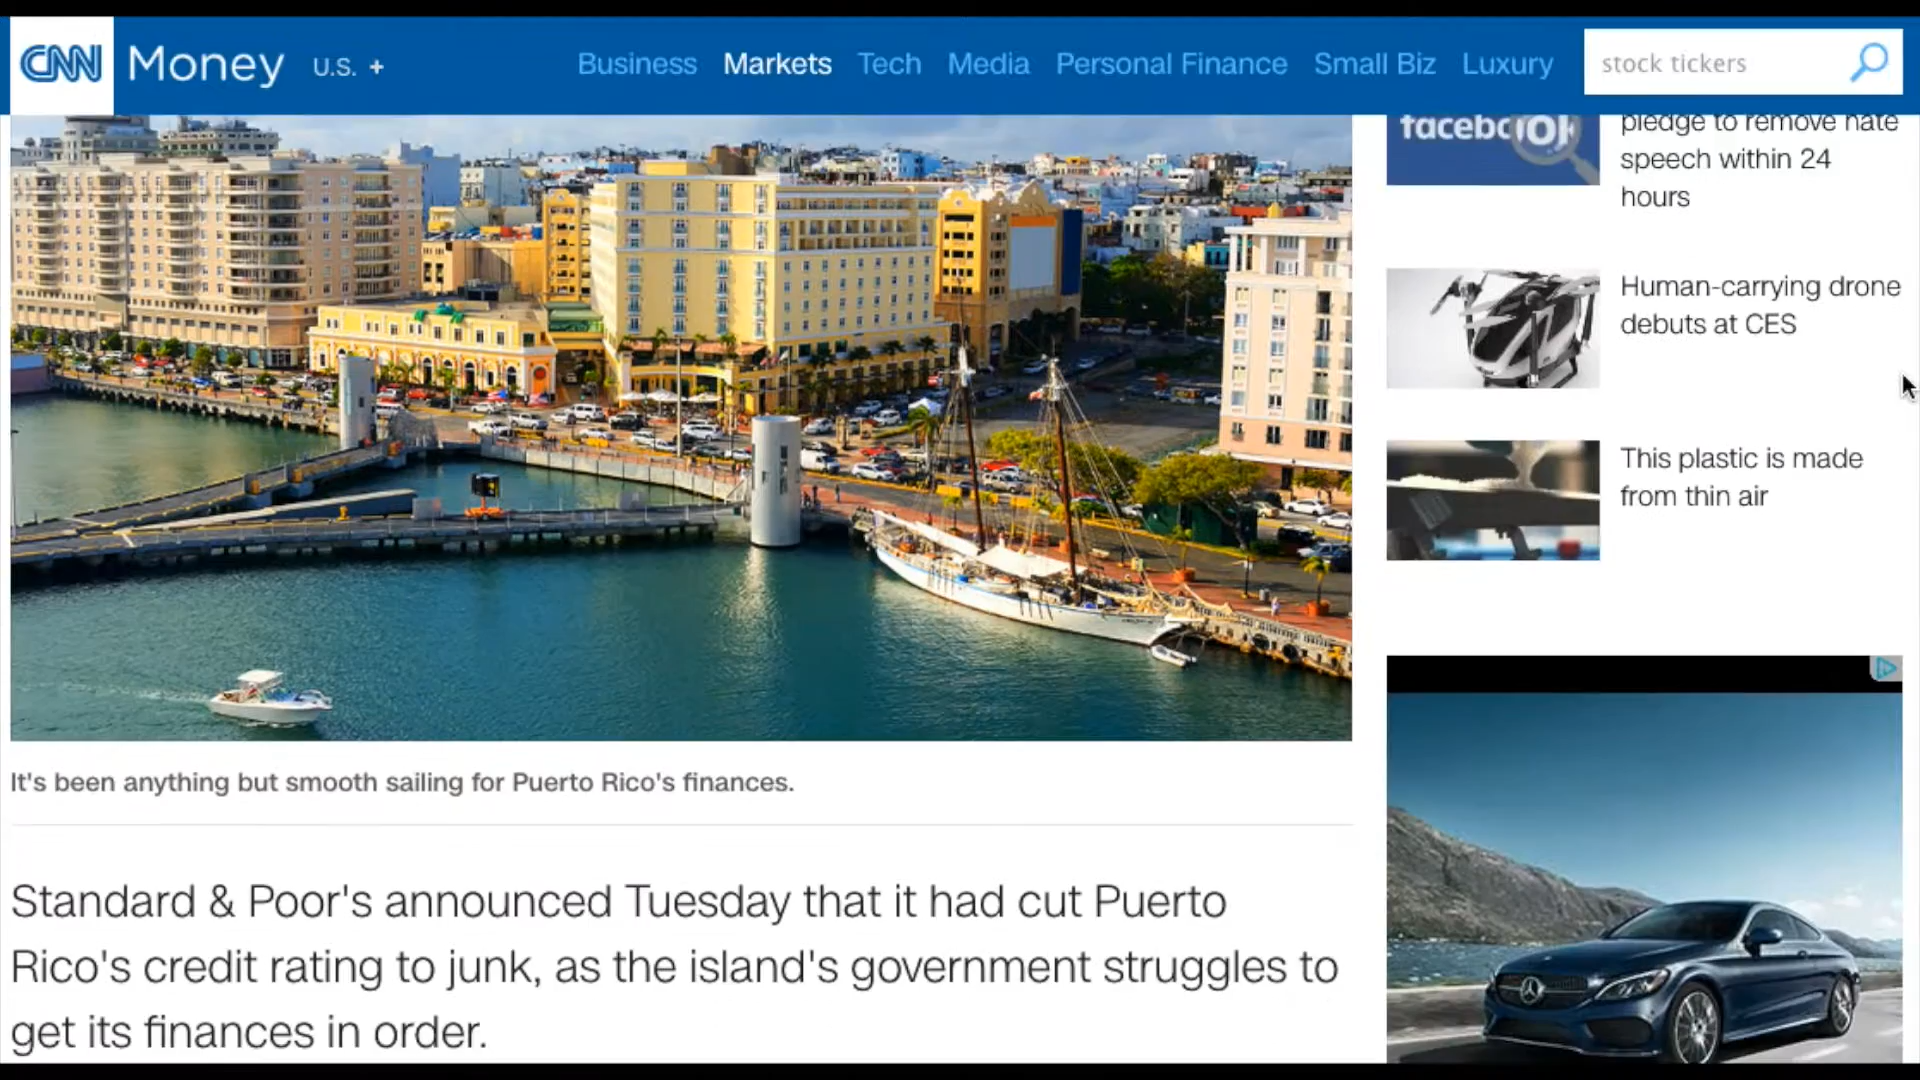 CNN Money U.S. + Business Markets Tech Media Personal Finance Small Biz Luxury stock tickers
facebook
pledge to remove hate
speech within 24
hours
Human-carrying drone
debuts at CES
This plastic is made
from thin air
It's been anything but smooth sailing for Puerto Rico's finances.
Standard & Poor's announced Tuesday that it had cut Puerto
Rico's credit rating to junk, as the island's government struggles to
get its finances in order.